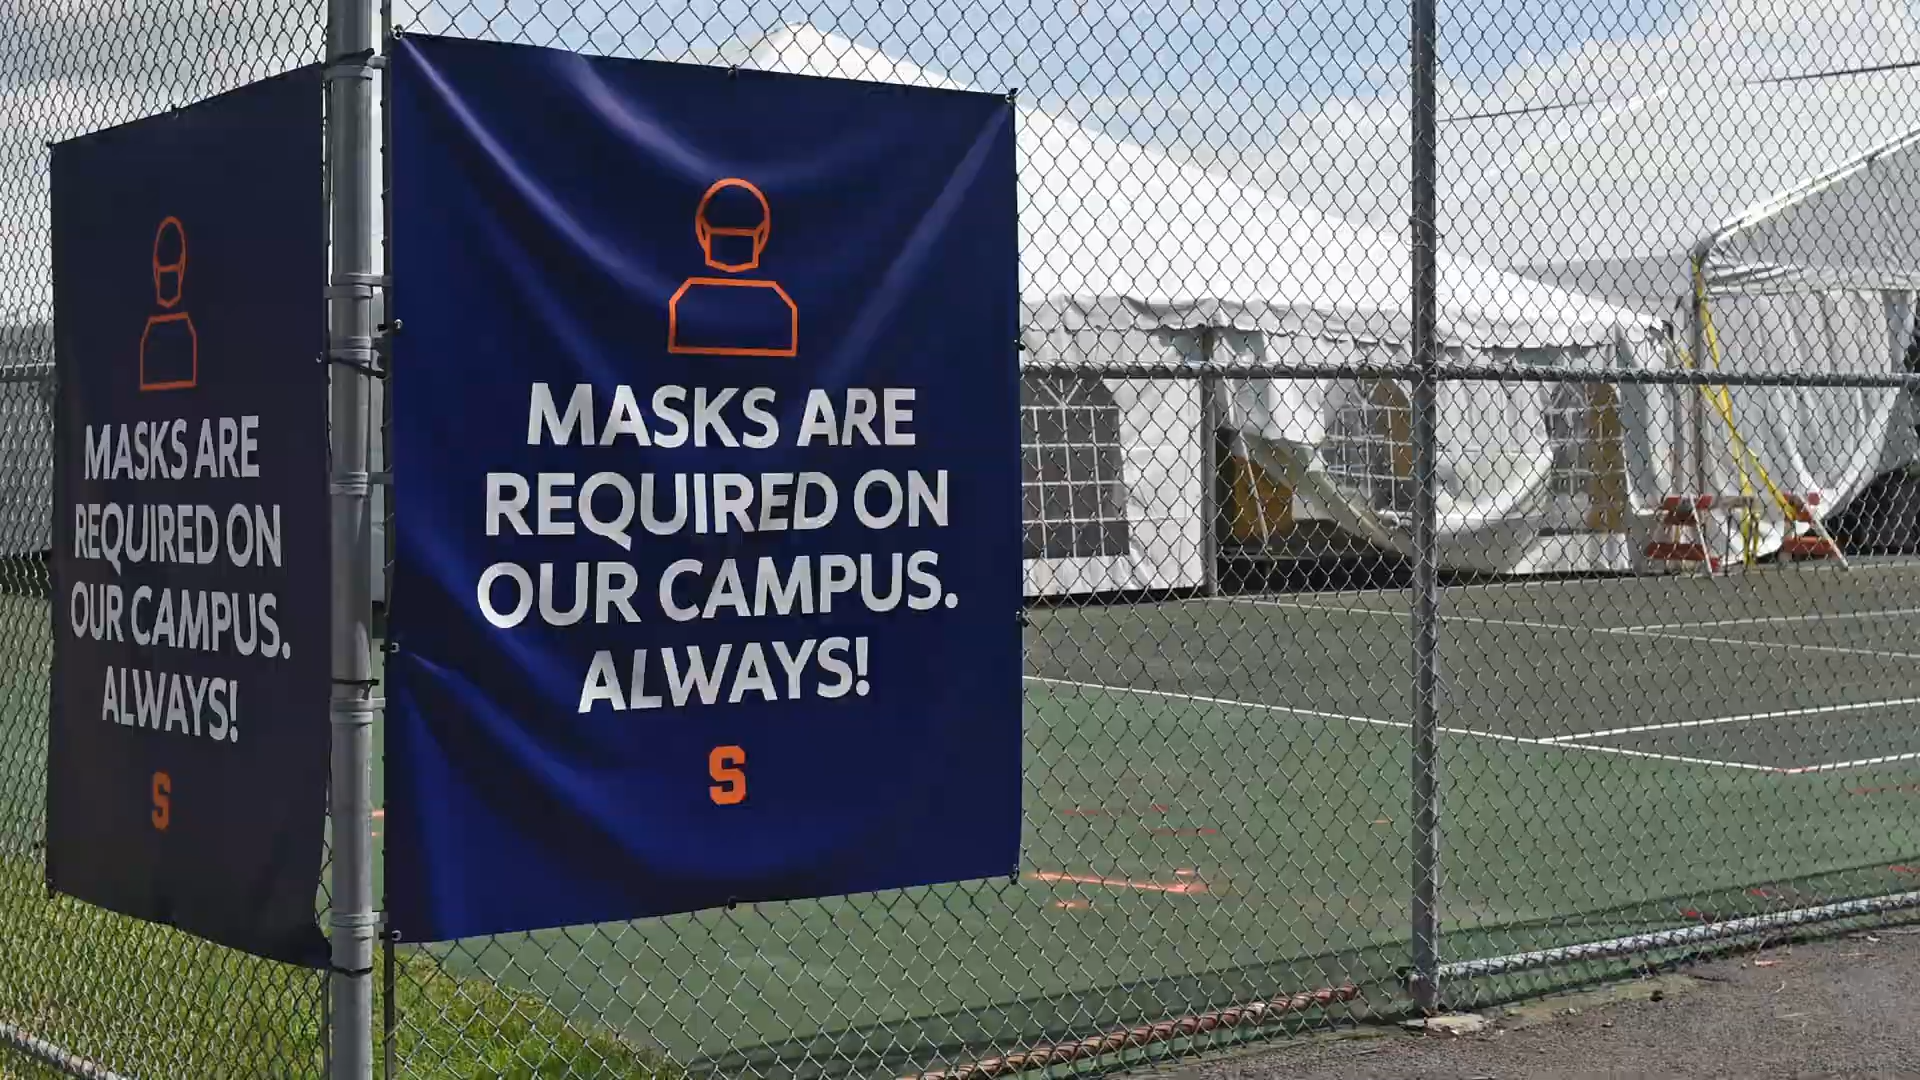 MASKS ARE
REQUIRED ON
OUR CAMPUS.
ALWAYS!
S
MASKS ARE
REQUIRED ON
OUR CAMPUS.
ALWAYS!
S